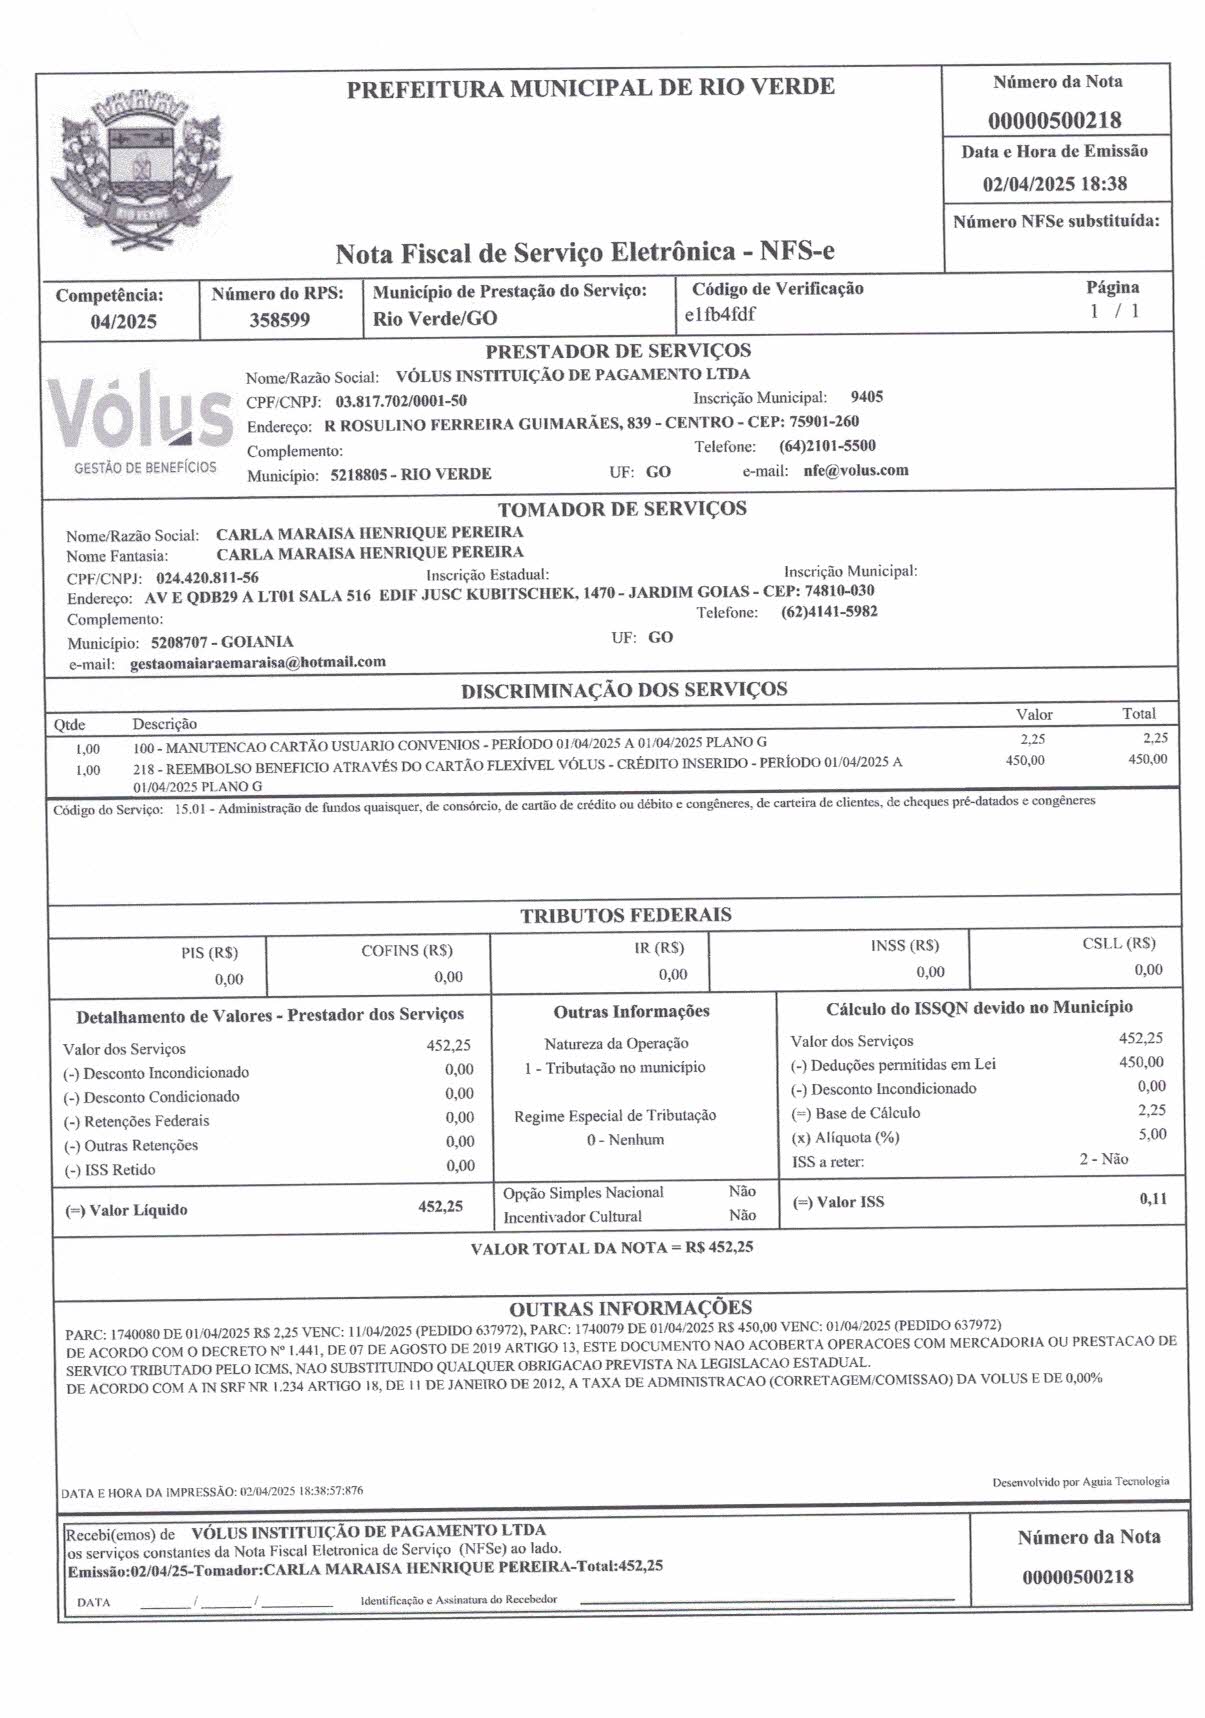 PREFEITURA MUNICIPAL DE RIO VERDE
Número da Nota
00000500218
Data e Hora de Emissão
02/04/2025 18:38
Número NFSe substituída:
RIO VERDE
Nota Fiscal de Serviço Eletrônica - NFS-e
Competência: Número do RPS: Município de Prestação do Serviço: Código de Verificação Página
04/2025 358599 Rio Verde/GO e1fb4fdf 1 / 1
PRESTADOR DE SERVIÇOS
Vólus
GESTÃO DE BENEFÍCIOS
Nome/Razão Social: VÓLUS INSTITUIÇÃO DE PAGAMENTO LTDA
CPF/CNPJ: 03.817.702/0001-50 Inscrição Municipal: 9405
Endereço: R ROSULINO FERREIRA GUIMARÃES, 839 - CENTRO - CEP: 75901-260
Complemento: Telefone: (64)2101-5500
Município: 5218805 - RIO VERDE UF: GO e-mail: nfe@volus.com
TOMADOR DE SERVIÇOS
Nome/Razão Social: CARLA MARAISA HENRIQUE PEREIRA
Nome Fantasia: CARLA MARAISA HENRIQUE PEREIRA
CPF/CNPJ: 024.420.811-56 Inscrição Estadual: Inscrição Municipal:
Endereço: AV E QDB29 A LT01 SALA 516 EDIF JUSC KUBITSCHEK, 1470 - JARDIM GOIAS - CEP: 74810-030
Complemento: Telefone: (62)4141-5982
Município: 5208707 - GOIANIA UF: GO
e-mail: gestaomaiaraemaraisa@hotmail.com
DISCRIMINAÇÃO DOS SERVIÇOS
Qtde Descrição Valor Total
1,00 100 - MANUTENCAO CARTÃO USUARIO CONVENIOS - PERÍODO 01/04/2025 A 01/04/2025 PLANO G 2,25 2,25
1,00 218 - REEMBOLSO BENEFICIO ATRAVÉS DO CARTÃO FLEXÍVEL VÓLUS - CRÉDITO INSERIDO - PERÍODO 01/04/2025 A 450,00 450,00
01/04/2025 PLANO G
Código do Serviço: 15.01 - Administração de fundos quaisquer, de consórcio, de cartão de crédito ou débito e congêneres, de carteira de clientes, de cheques pré-datados e congêneres
TRIBUTOS FEDERAIS
PIS (R$) COFINS (R$) IR (R$) INSS (R$) CSLL (R$)
0,00 0,00 0,00 0,00 0,00
Detalhamento de Valores - Prestador dos Serviços
Valor dos Serviços 452,25
(-) Desconto Incondicionado 0,00
(-) Desconto Condicionado 0,00
(-) Retenções Federais 0,00
(-) Outras Retenções 0,00
(-) ISS Retido 0,00
(=) Valor Líquido 452,25
Outras Informações
Natureza da Operação
1 - Tributação no município
Regime Especial de Tributação
0 - Nenhum
Opção Simples Nacional Não
Incentivador Cultural Não
Cálculo do ISSQN devido no Município
Valor dos Serviços 452,25
(-) Deduções permitidas em Lei 450,00
(-) Desconto Incondicionado 0,00
(=) Base de Cálculo 2,25
(x) Alíquota (%) 5,00
ISS a reter: 2 - Não
(=) Valor ISS 0,11
VALOR TOTAL DA NOTA = R$ 452,25
OUTRAS INFORMAÇÕES
PARC: 1740080 DE 01/04/2025 R$ 2,25 VENC: 11/04/2025 (PEDIDO 637972), PARC: 1740079 DE 01/04/2025 R$ 450,00 VENC: 01/04/2025 (PEDIDO 637972)
DE ACORDO COM O DECRETO Nº 1.441, DE 07 DE AGOSTO DE 2019 ARTIGO 13, ESTE DOCUMENTO NAO ACOBERTA OPERACOES COM MERCADORIA OU PRESTACAO DE
SERVICO TRIBUTADO PELO ICMS, NAO SUBSTITUINDO QUALQUER OBRIGACAO PREVISTA NA LEGISLACAO ESTADUAL.
DE ACORDO COM A IN SRF NR 1.234 ARTIGO 18, DE 11 DE JANEIRO DE 2012, A TAXA DE ADMINISTRACAO (CORRETAGEM/COMISSAO) DA VOLUS E DE 0,00%
DATA E HORA DA IMPRESSÃO: 02/04/2025 18:38:57:876
Desenvolvido por Aguia Tecnologia
Recebi(emos) de VÓLUS INSTITUIÇÃO DE PAGAMENTO LTDA
os serviços constantes da Nota Fiscal Eletronica de Serviço (NFSe) ao lado.
Emissão:02/04/25-Tomador:CARLA MARAISA HENRIQUE PEREIRA-Total:452,25
DATA ____/____/____ Identificação e Assinatura do Recebedor
Número da Nota
00000500218